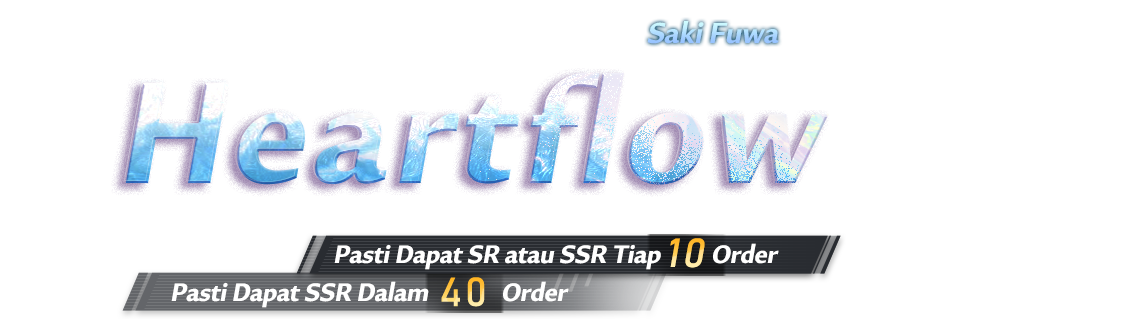 Saki Fuwa
Heartflow
Pasti Dapat SR atau SSR Tiap 10 Order
Pasti Dapat SSR Dalam 40 Order